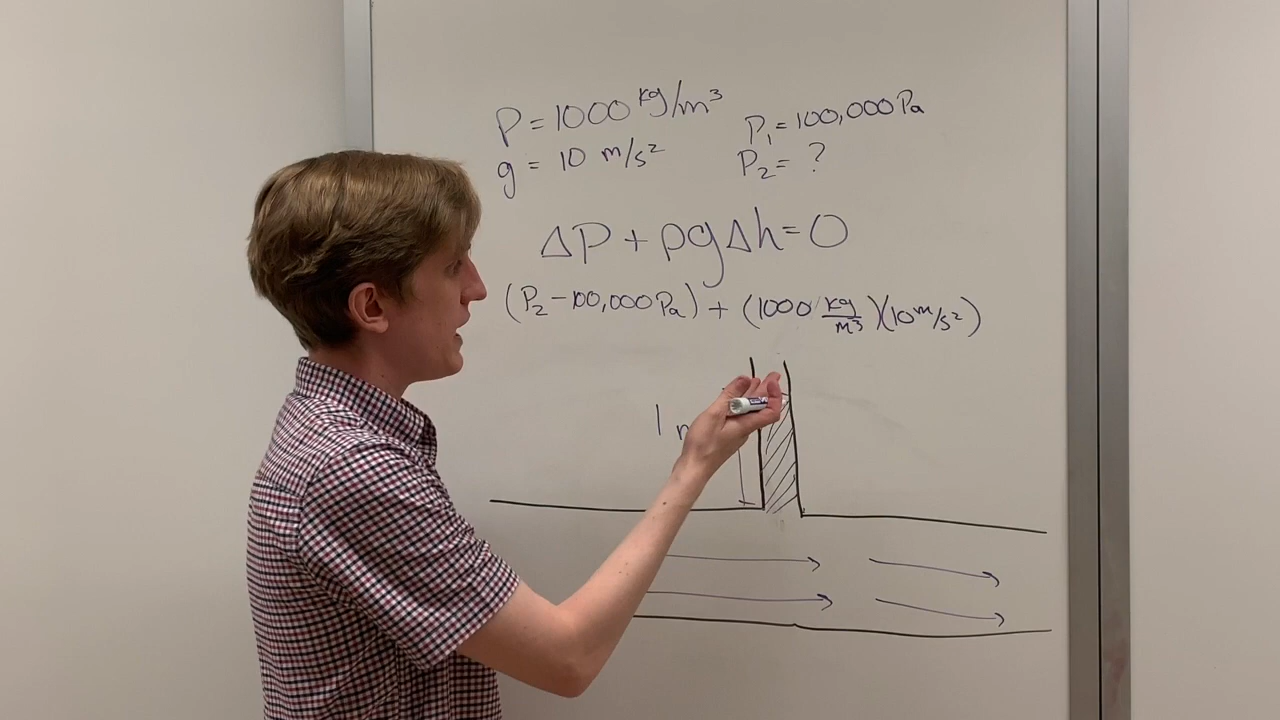 ρ = 1000 kg/m³
g = 10 m/s²
P₁ = 100,000 Pa
P₂ = ?
ΔP + ρgΔh = 0
(P₂ - 100,000 Pa) + (1000 kg/m³)(10 m/s²)
1